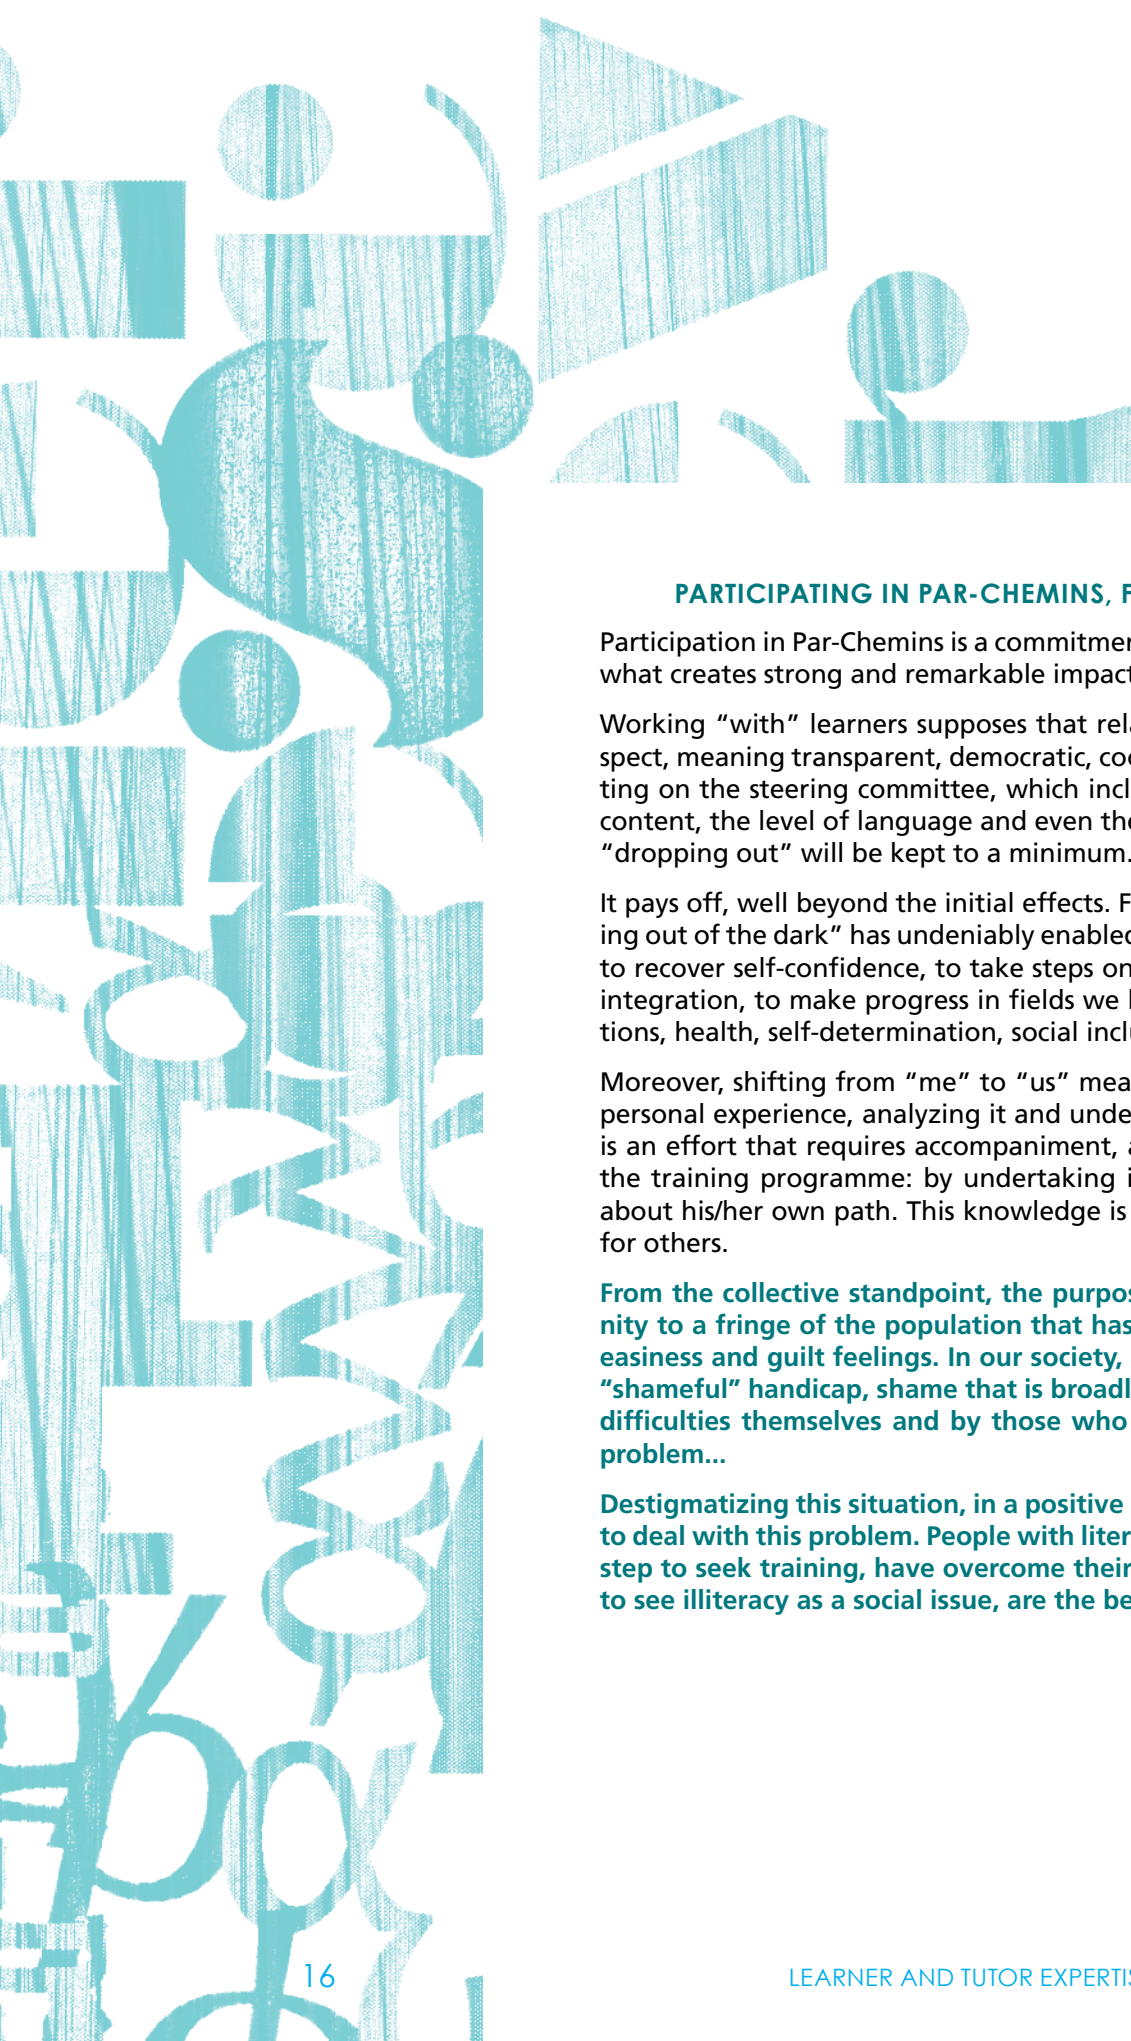 PARTICIPATING IN PAR-CHEMINS, F
Participation in Par-Chemins is a commitmen
what creates strong and remarkable impact
Working “with” learners supposes that rela
spect, meaning transparent, democratic, coo
ting on the steering committee, which incl
content, the level of language and even the
“dropping out” will be kept to a minimum.
It pays off, well beyond the initial effects. F
ing out of the dark” has undeniably enabled
to recover self-confidence, to take steps on
integration, to make progress in fields we
tions, health, self-determination, social inclu
Moreover, shifting from “me” to “us” mea
personal experience, analyzing it and unde
is an effort that requires accompaniment, a
the training programme: by undertaking i
about his/her own path. This knowledge is
for others.
From the collective standpoint, the purpos
nity to a fringe of the population that has
easiness and guilt feelings. In our society,
“shameful” handicap, shame that is broadl
difficulties themselves and by those who
problem...
Destigmatizing this situation, in a positive
to deal with this problem. People with liter
step to seek training, have overcome their
to see illiteracy as a social issue, are the be
16
LEARNER AND TUTOR EXPERTIS